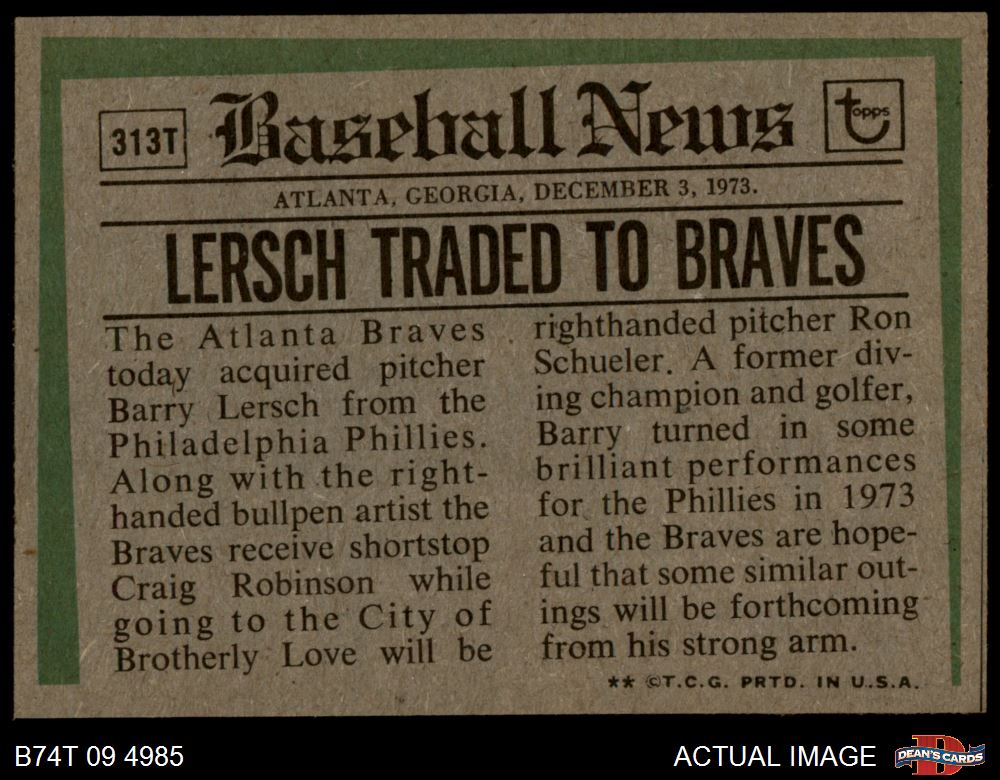 313T
Baseball News
topps
ATLANTA, GEORGIA, DECEMBER 3, 1973.
LERSCH TRADED TO BRAVES
The Atlanta Braves
today acquired pitcher
Barry Lersch from the
Philadelphia Phillies.
Along with the right-
handed bullpen artist the
Braves receive shortstop
Craig Robinson while
going to the City of
Brotherly Love will be
righthanded pitcher Ron
Schueler. A former div-
ing champion and golfer,
Barry turned in some
brilliant performances
for the Phillies in 1973
and the Braves are hope-
ful that some similar out-
ings will be forthcoming
from his strong arm.
** ©T.C.G. PRTD. IN U.S.A.
B74T 09 4985
ACTUAL IMAGE
D
DEAN'S CARDS